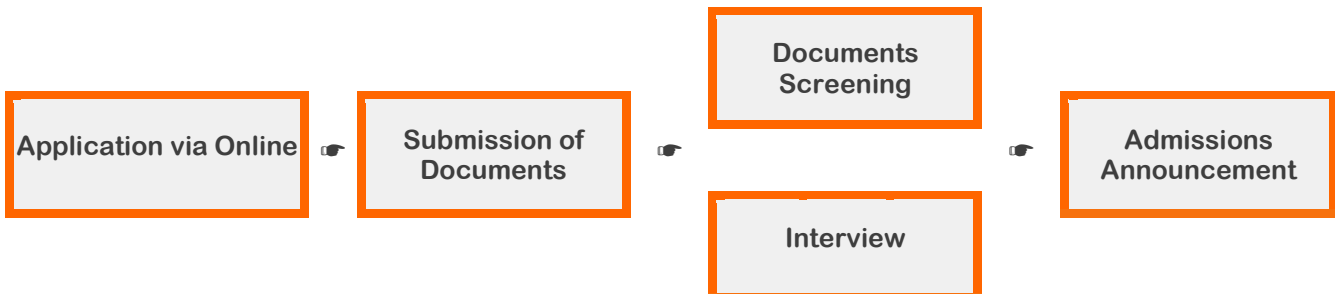 Application via Online
☛
Submission of
Documents
☛
Documents
Screening
Interview
☛
Admissions
Announcement